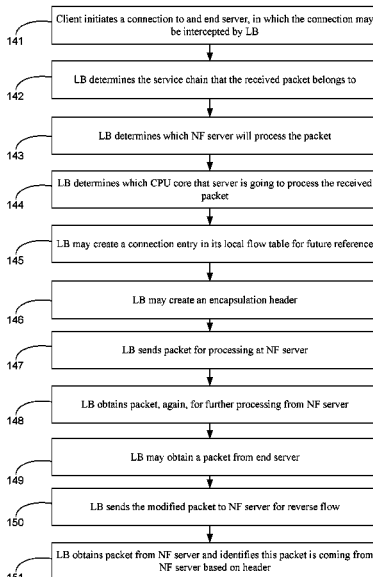 Client initiates a connection to and end server, in which the connection may
be intercepted by LB
141
LB determines the service chain that the received packet belongs to
142
LB determines which NF server will process the packet
143
LB determines which CPU core that server is going to process the received
packet
144
LB may create a connection entry in its local flow table for future reference
145
LB may create an encapsulation header
146
LB sends packet for processing at NF server
147
LB obtains packet, again, for further processing from NF server
148
LB may obtain a packet from end server
149
LB sends the modified packet to NF server for reverse flow
150
LB obtains packet from NF server and identifies this packet is coming from
NF server based on header
151